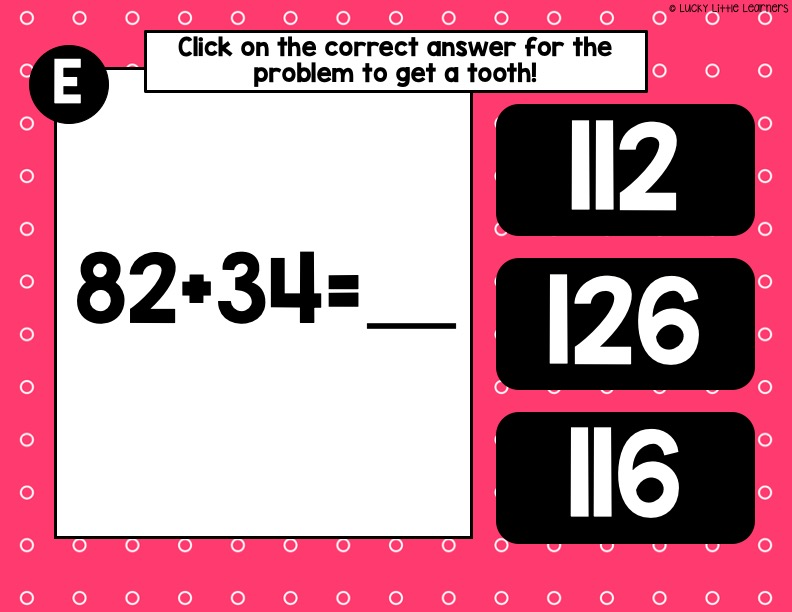 © Lucky Little Learners
Click on the correct answer for the
problem to get a tooth!
E
82+34=__
112
126
116